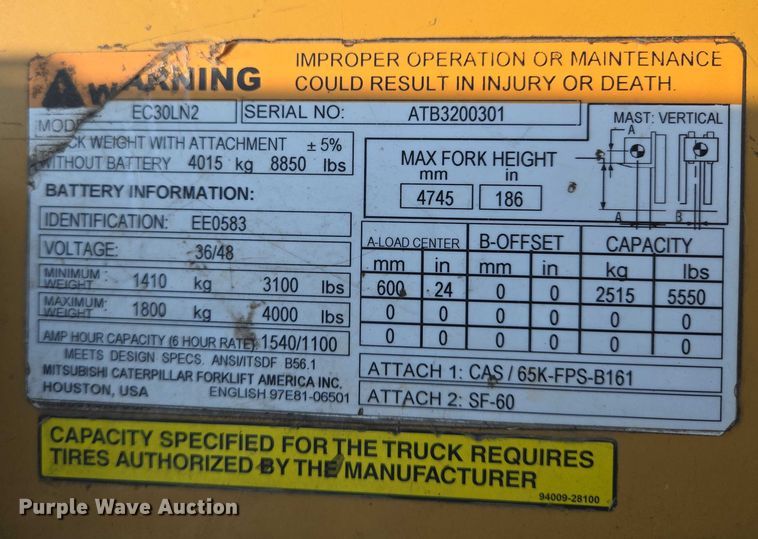 WARNING
IMPROPER OPERATION OR MAINTENANCE
COULD RESULT IN INJURY OR DEATH.
EC30LN2 SERIAL NO: ATB3200301
WEIGHT WITH ATTACHMENT ± 5%
WITHOUT BATTERY 4015 kg 8850 lbs
BATTERY INFORMATION:
IDENTIFICATION: EE0583
VOLTAGE: 36/48
MINIMUM WEIGHT: 1410 kg 3100 lbs
MAXIMUM WEIGHT: 1800 kg 4000 lbs
AMP HOUR CAPACITY (6 HOUR RATE) 1540/1100
MEETS DESIGN SPECS. ANSI/ITSDF B56.1
MITSUBISHI CATERPILLAR FORKLIFT AMERICA INC.
HOUSTON, USA ENGLISH 97E81-06501
MAX FORK HEIGHT
mm in
4745 186
MAST: VERTICAL
A
A B
A-LOAD CENTER B-OFFSET CAPACITY
mm in mm in kg lbs
600 24 0 0 2515 5550
0 0 0 0 0 0
0 0 0 0 0 0
ATTACH 1: CAS / 65K-FPS-B161
ATTACH 2: SF-60
CAPACITY SPECIFIED FOR THE TRUCK REQUIRES
TIRES AUTHORIZED BY THE MANUFACTURER
94009-28100
Purple Wave Auction